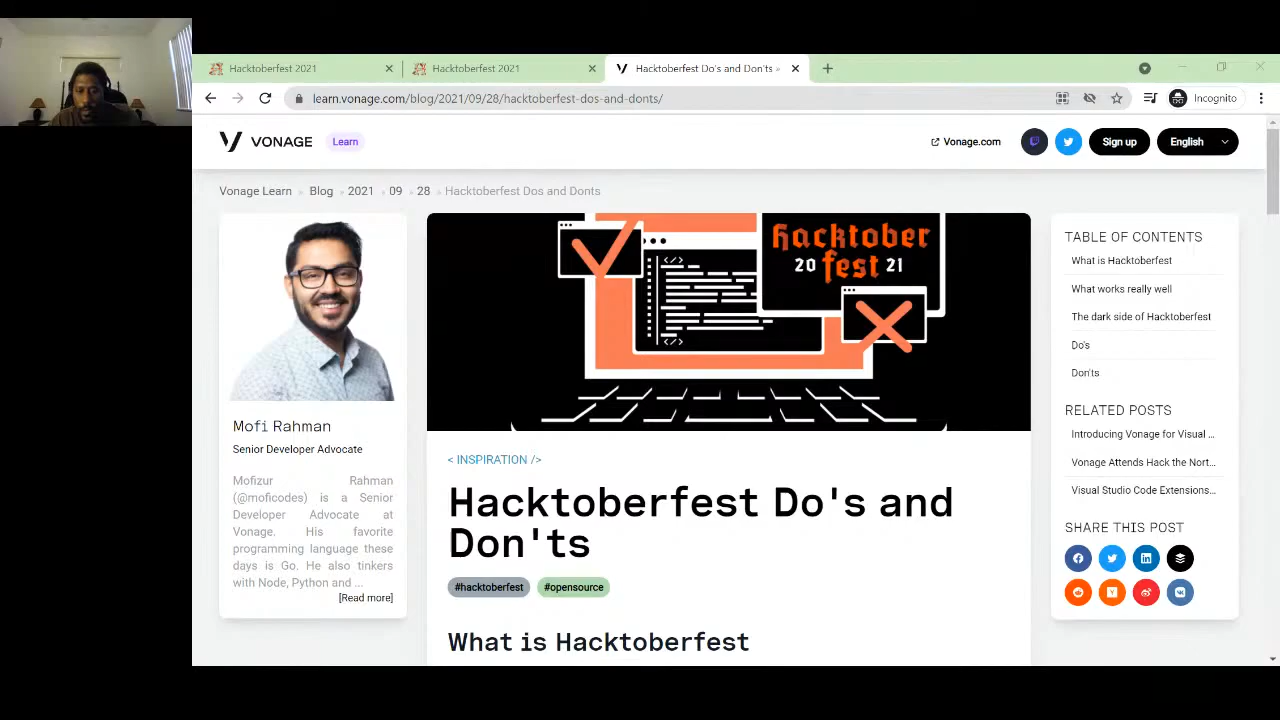 Hacktoberfest 2021
Hacktoberfest 2021
Hacktoberfest Do's and Don'ts »
learn.vonage.com/blog/2021/09/28/hacktoberfest-dos-and-donts/
Incognito
VONAGE
Learn
Vonage.com
Sign up
English
Vonage Learn » Blog » 2021 » 09 » 28 » Hacktoberfest Dos and Donts
Mofi Rahman
Senior Developer Advocate
Mofizur Rahman
(@moficodes) is a Senior
Developer Advocate at
Vonage. His favorite
programming language these
days is Go. He also tinkers
with Node, Python and ...
[Read more]
</>
</>
hacktober
20 fest 21
< INSPIRATION />
Hacktoberfest Do's and
Don'ts
#hacktoberfest #opensource
What is Hacktoberfest
TABLE OF CONTENTS
What is Hacktoberfest
What works really well
The dark side of Hacktoberfest
Do's
Don'ts
RELATED POSTS
Introducing Vonage for Visual ...
Vonage Attends Hack the Nort...
Visual Studio Code Extensions...
SHARE THIS POST